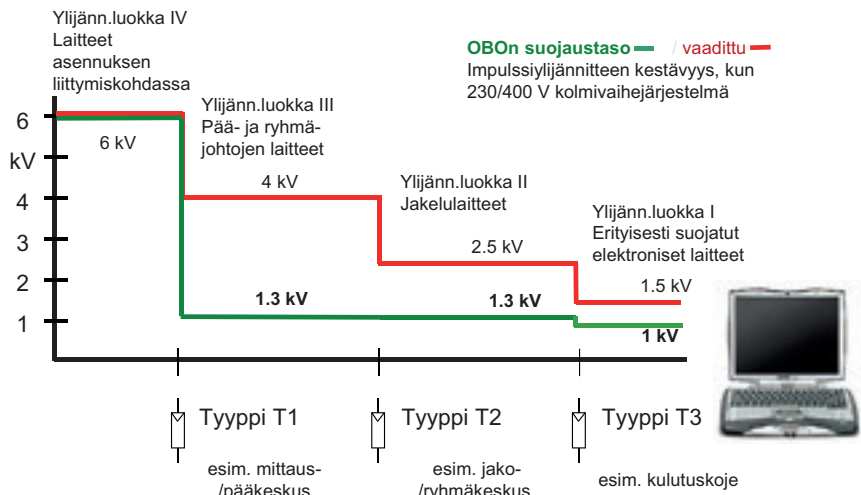 Ylijänn.luokka IV
Laitteet
asennuksen
liittymiskohdassa
OBOn suojaustaso / vaadittu
Impulssiylijännitteen kestävyys, kun
230/400 V kolmivaihejärjestelmä
Ylijänn.luokka III
Pää- ja ryhmä-
johtojen laitteet
Ylijänn.luokka II
Jakelulaitteet
Ylijänn.luokka I
Erityisesti suojatut
elektroniset laitteet
6
kV
4
3
2
1
6 kV
4 kV
2.5 kV
1.5 kV
1.3 kV
1.3 kV
1 kV
Tyyppi T1
Tyyppi T2
Tyyppi T3
esim. mittaus-
/pääkeskus
esim. jako-
/ryhmäkeskus
esim. kulutuskoje